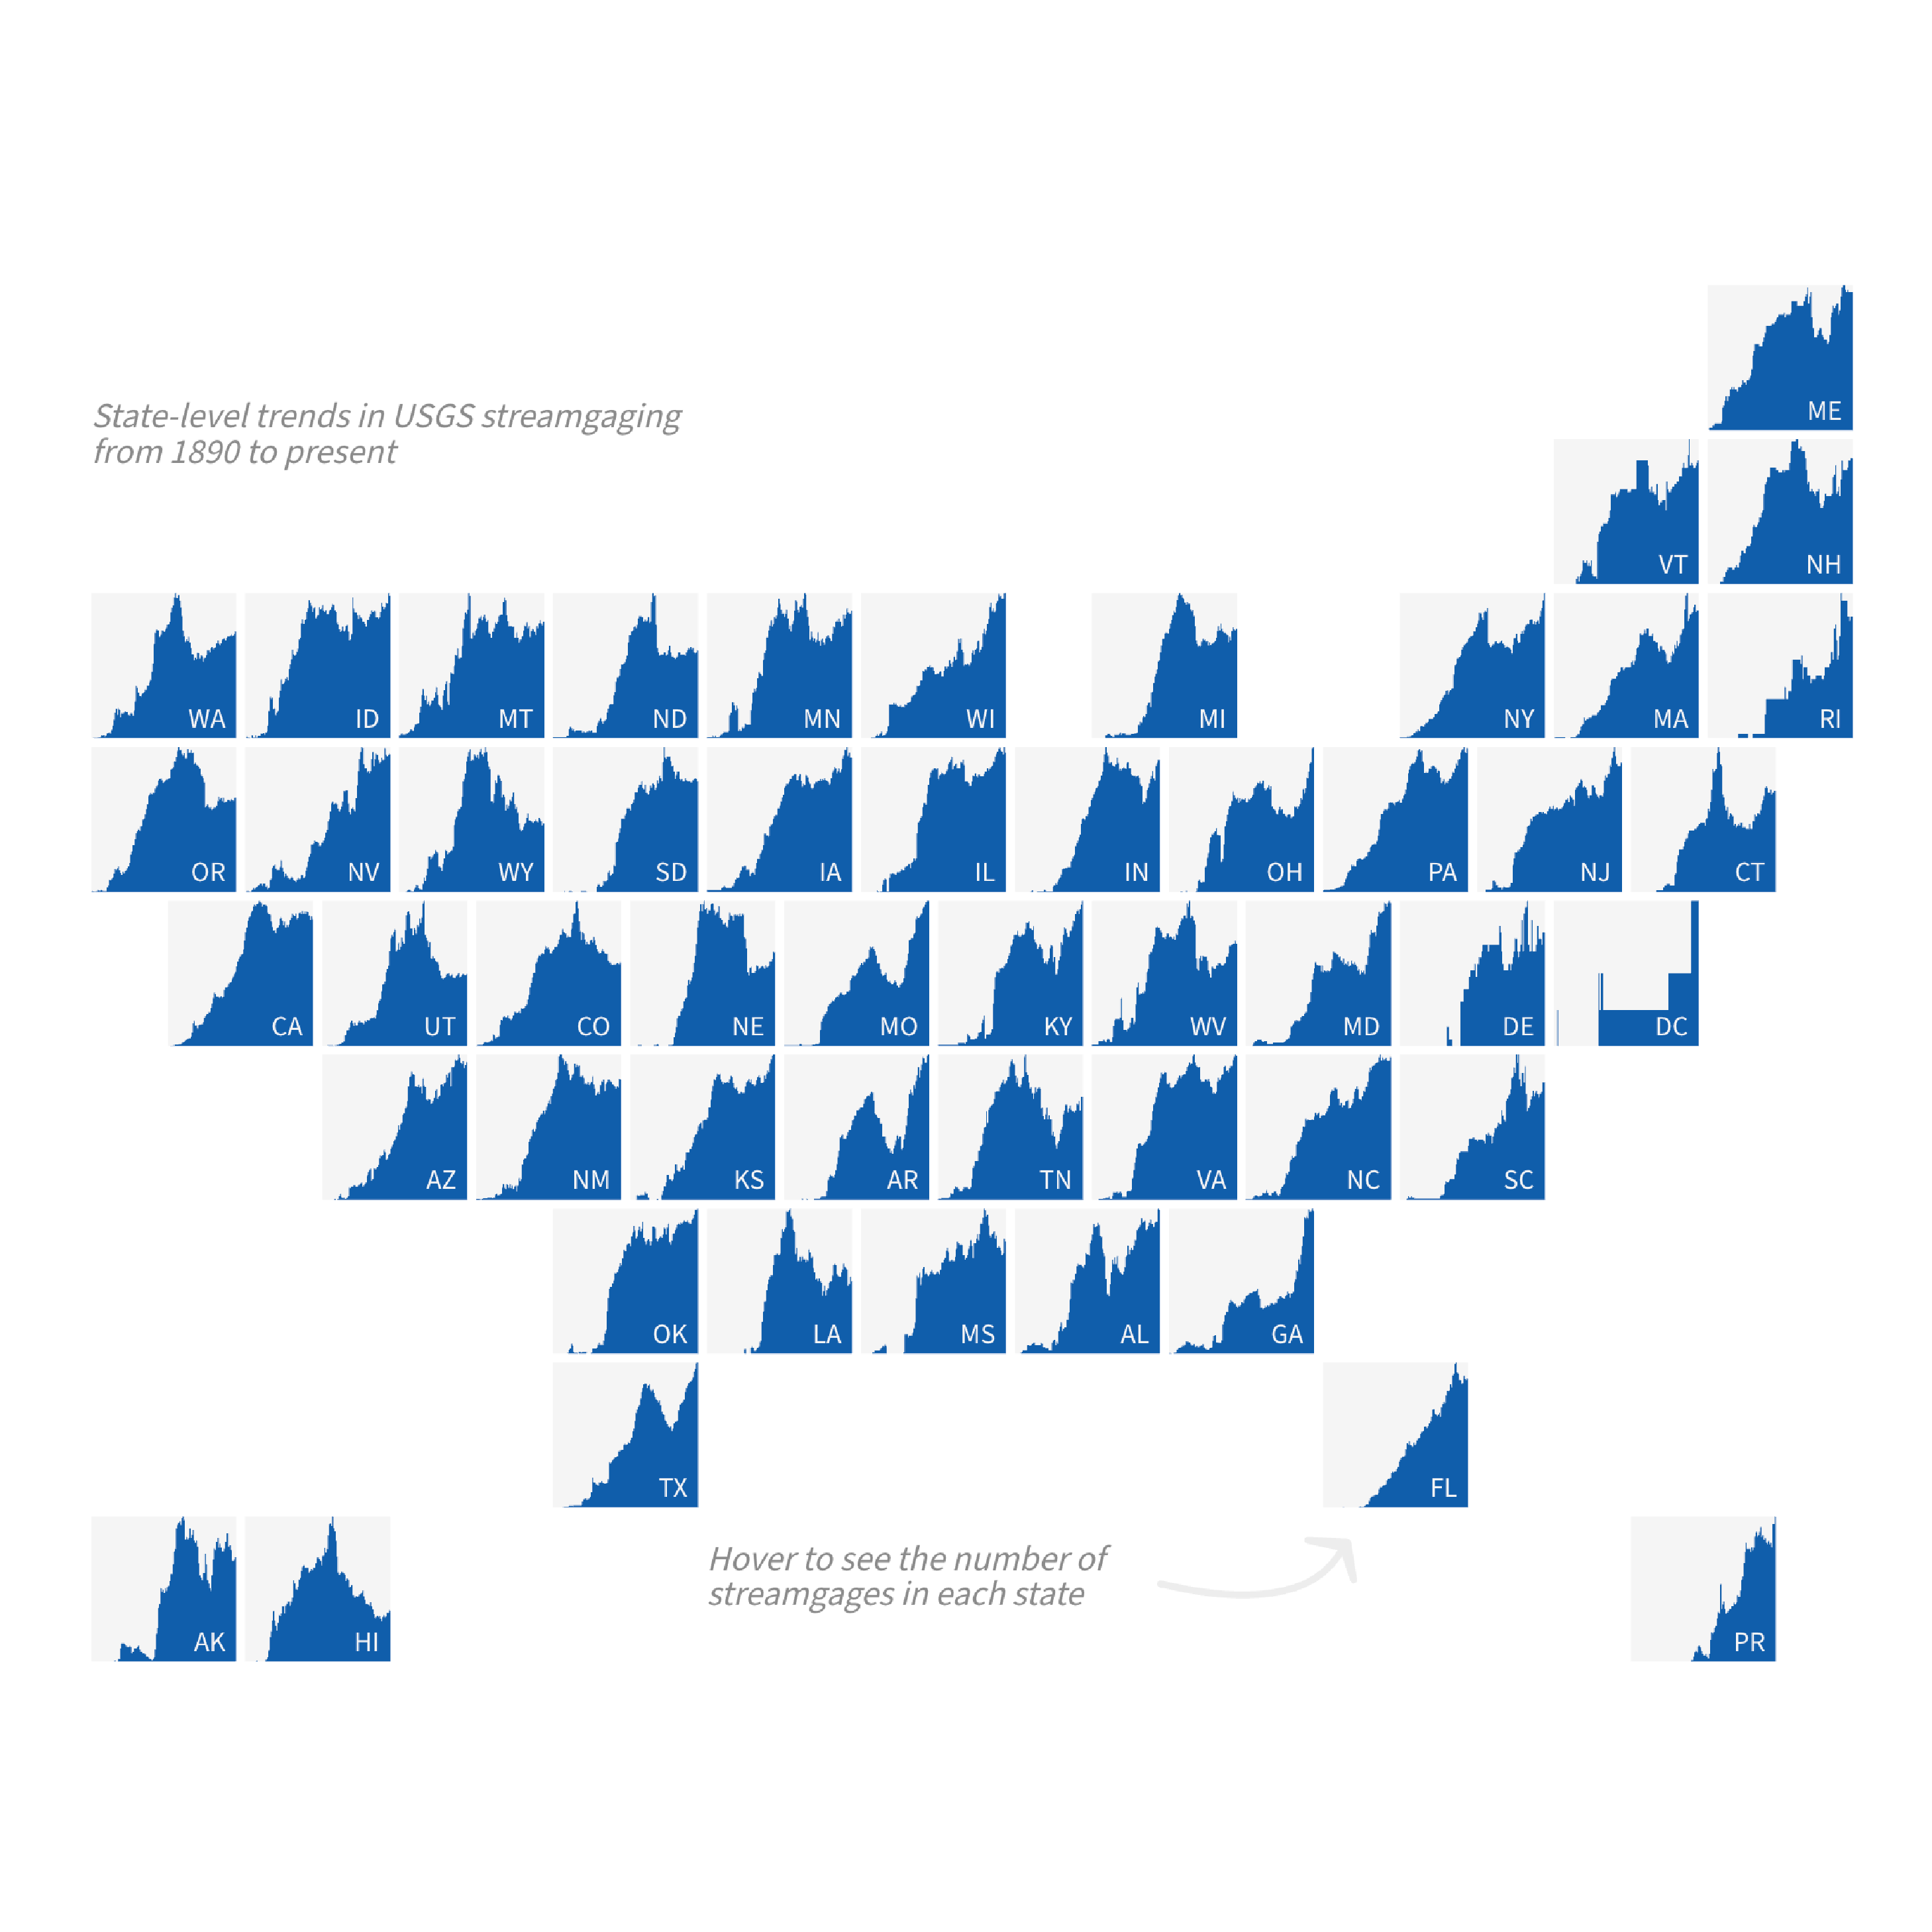 State-level trends in USGS streamgaging
from 1890 to present
ME
VT NH
WA ID MT ND MN WI MI NY MA RI
OR NV WY SD IA IL IN OH PA NJ CT
CA UT CO NE MO KY WV MD DE DC
AZ NM KS AR TN VA NC SC
OK LA MS AL GA
TX FL
Hover to see the number of
streamgages in each state
AK HI PR